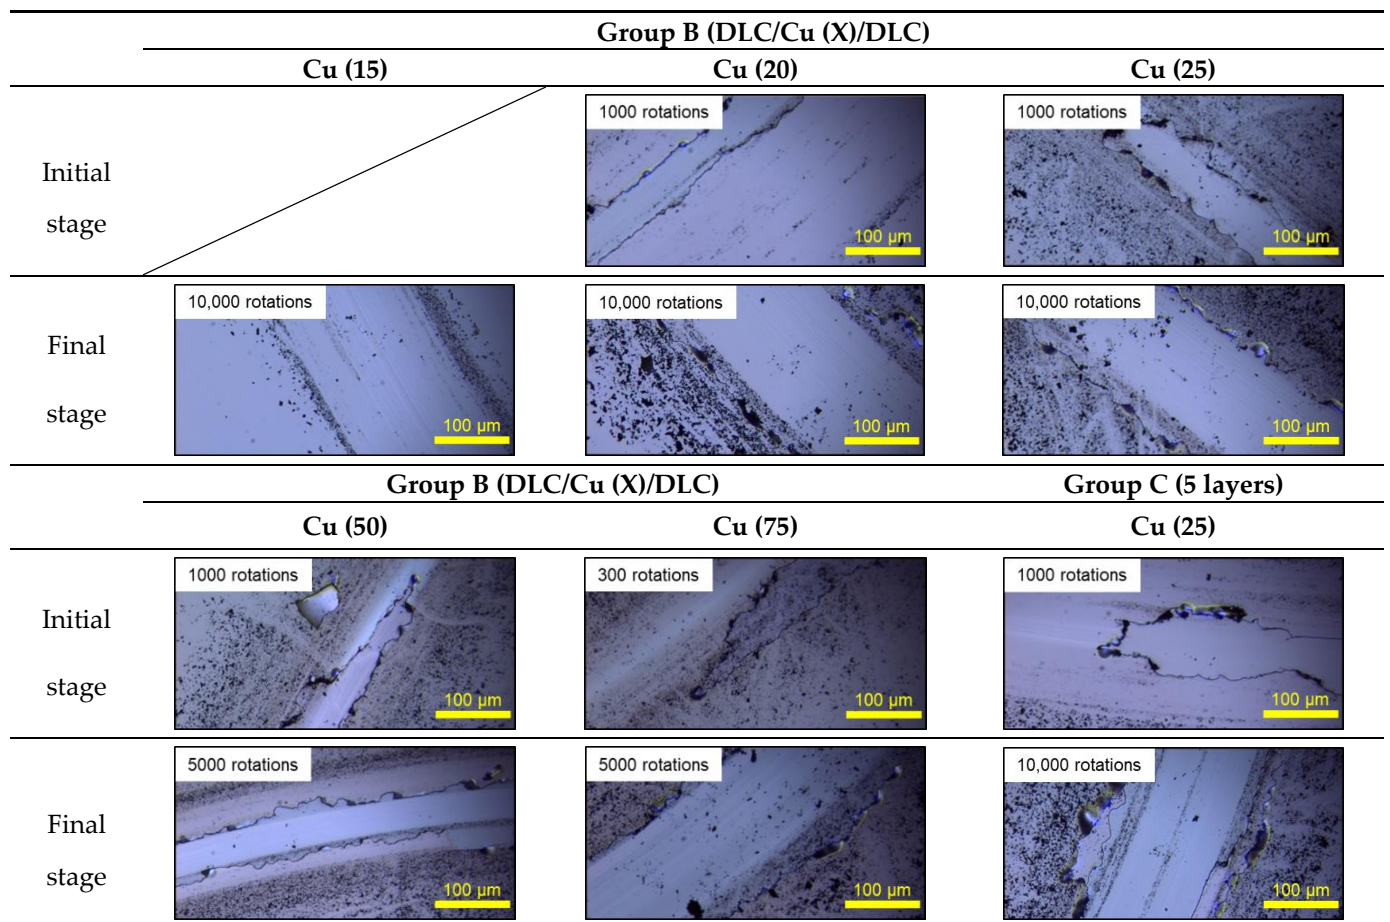 Group B (DLC/Cu (X)/DLC)
Cu (15) Cu (20) Cu (25)
Initial
stage
1000 rotations
100 µm
1000 rotations
100 µm
Final
stage
10,000 rotations
100 µm
10,000 rotations
100 µm
10,000 rotations
100 µm
Group B (DLC/Cu (X)/DLC) Group C (5 layers)
Cu (50) Cu (75) Cu (25)
Initial
stage
1000 rotations
100 µm
300 rotations
100 µm
1000 rotations
100 µm
Final
stage
5000 rotations
100 µm
5000 rotations
100 µm
10,000 rotations
100 µm